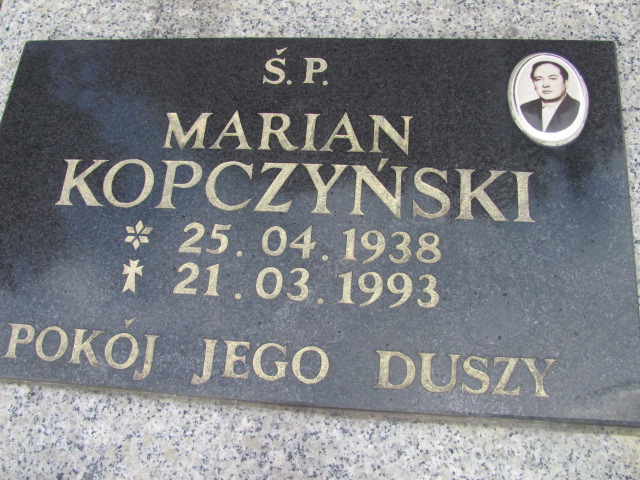 Ś.P.
MARIAN
KOPCZYŃSKI
25.04.1938
21.03.1993
POKÓJ JEGO DUSZY